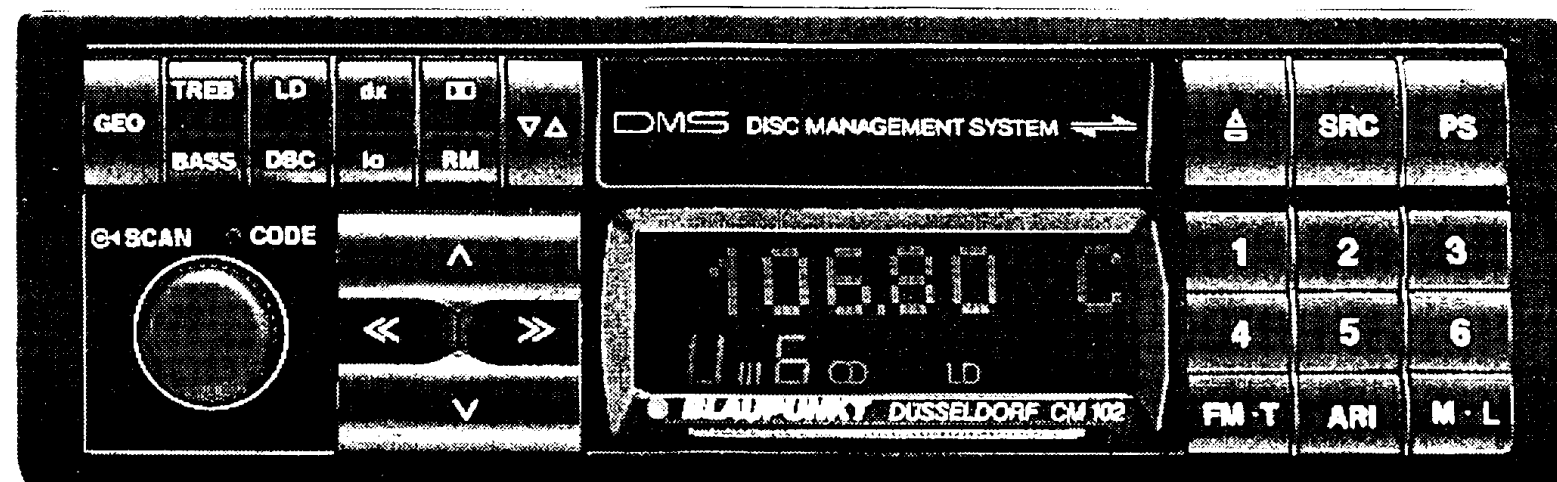 GEO TREB LD dx
BASS DSC lo RM
DMS DISC MANAGEMENT SYSTEM
SRC PS
SCAN CODE
1 2 3
4 5 6
FM·T ARI M·L
106.80 C
U III 6 LD
BLAUPUNKT DÜSSELDORF CM 102